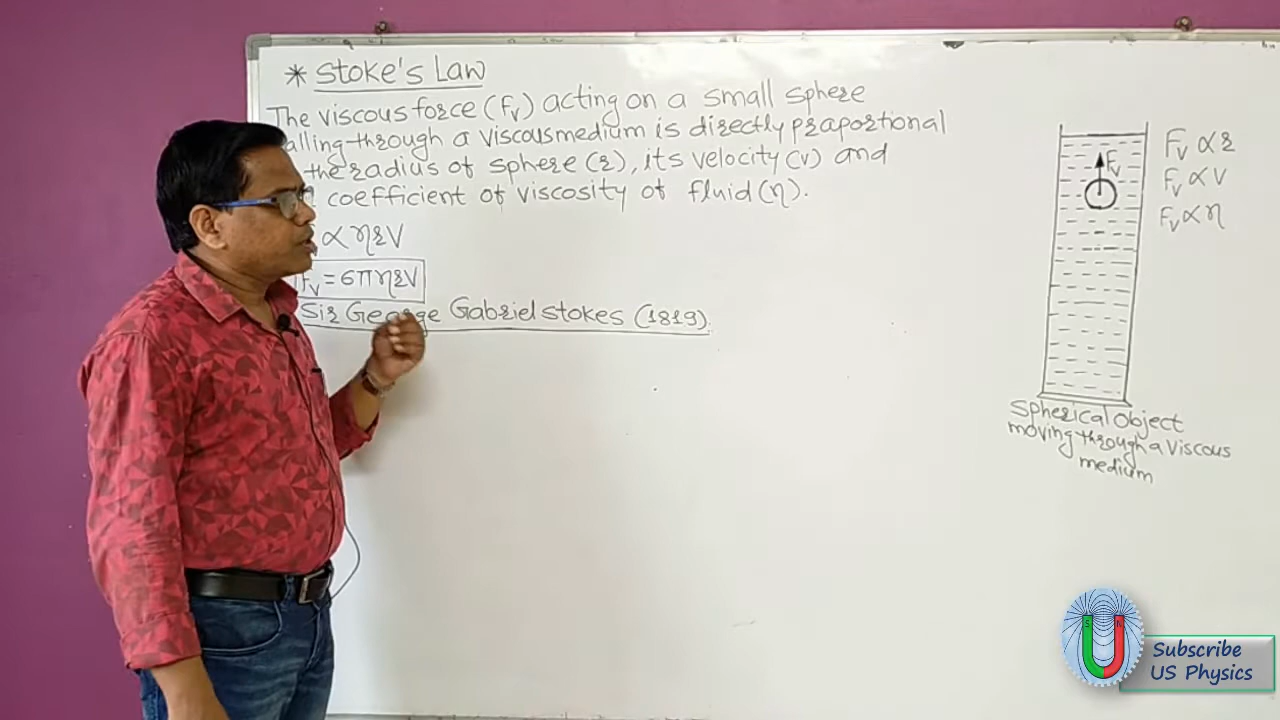 * Stoke's Law
The viscous force (Fv) acting on a small sphere
alling through a viscous medium is directly praportional
the radius of sphere (r), its velocity (v) and
coefficient of viscosity of fluid (η).
∝ ηrv
Fv = 6πηrv
Sir George Gabriel Stokes (1819)
Fv
Fv ∝ r
Fv ∝ v
Fv ∝ η
Spherical Object
moving through a Viscous
medium
S N
Subscribe
US Physics